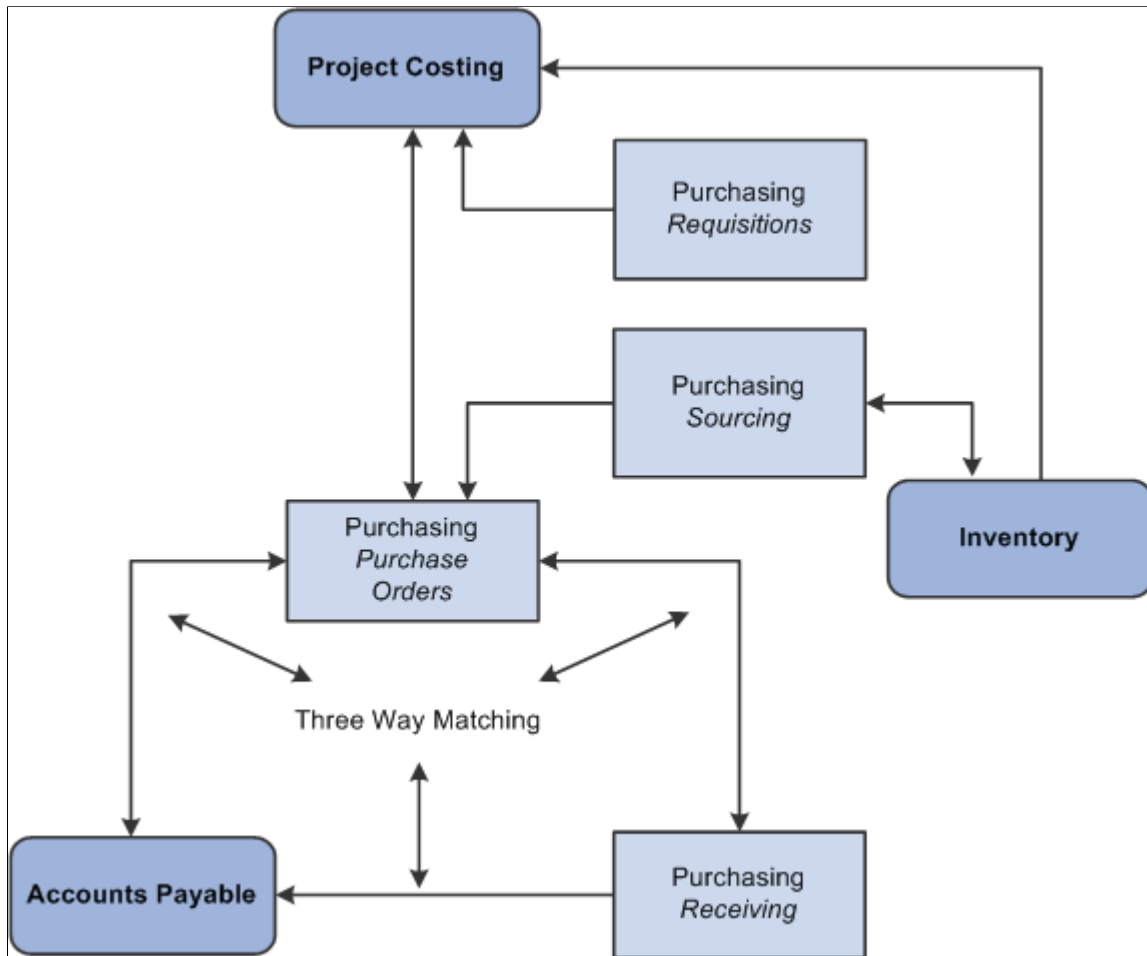 Project Costing
Purchasing
Requisitions
Purchasing
Sourcing
Inventory
Purchasing
Purchase
Orders
Three Way Matching
Accounts Payable
Purchasing
Receiving